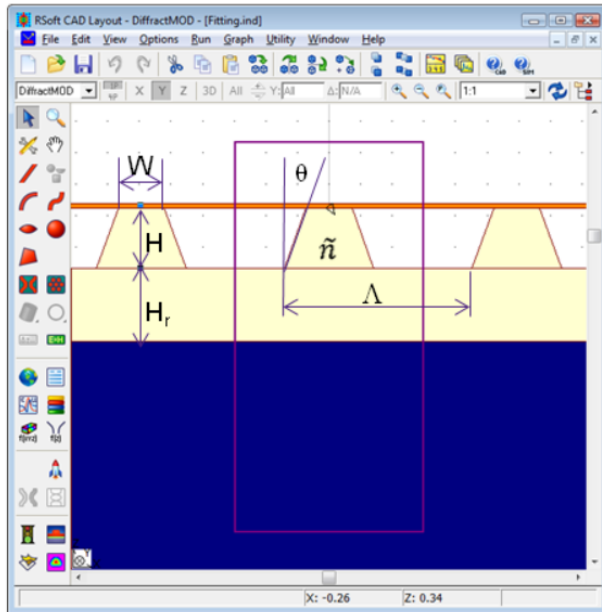 RSoft CAD Layout - DiffractMOD - [Fitting.ind]
File Edit View Options Run Graph Utility Window Help
DiffractMOD X Y Z 3D All Y: All Δ: N/A 1:1
W
θ
H
ñ
Λ
Hr
X: -0.26 Z: 0.34